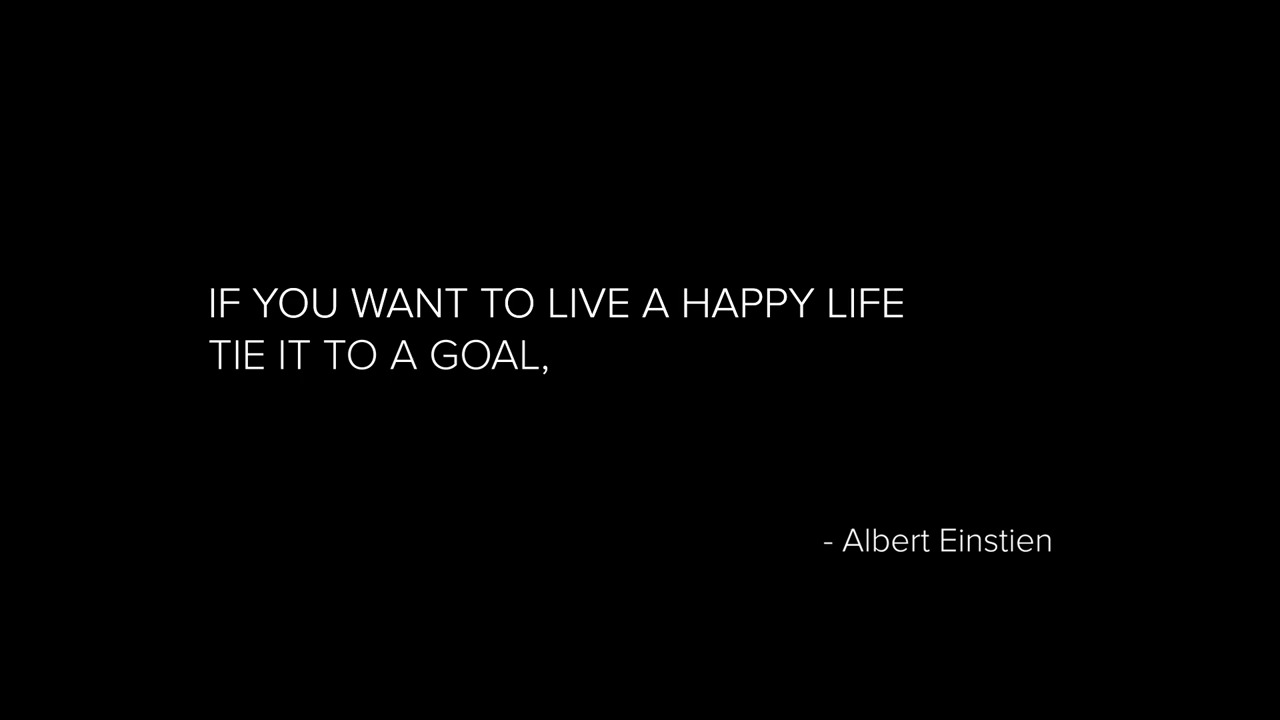 IF YOU WANT TO LIVE A HAPPY LIFE
TIE IT TO A GOAL,
- Albert Einstien